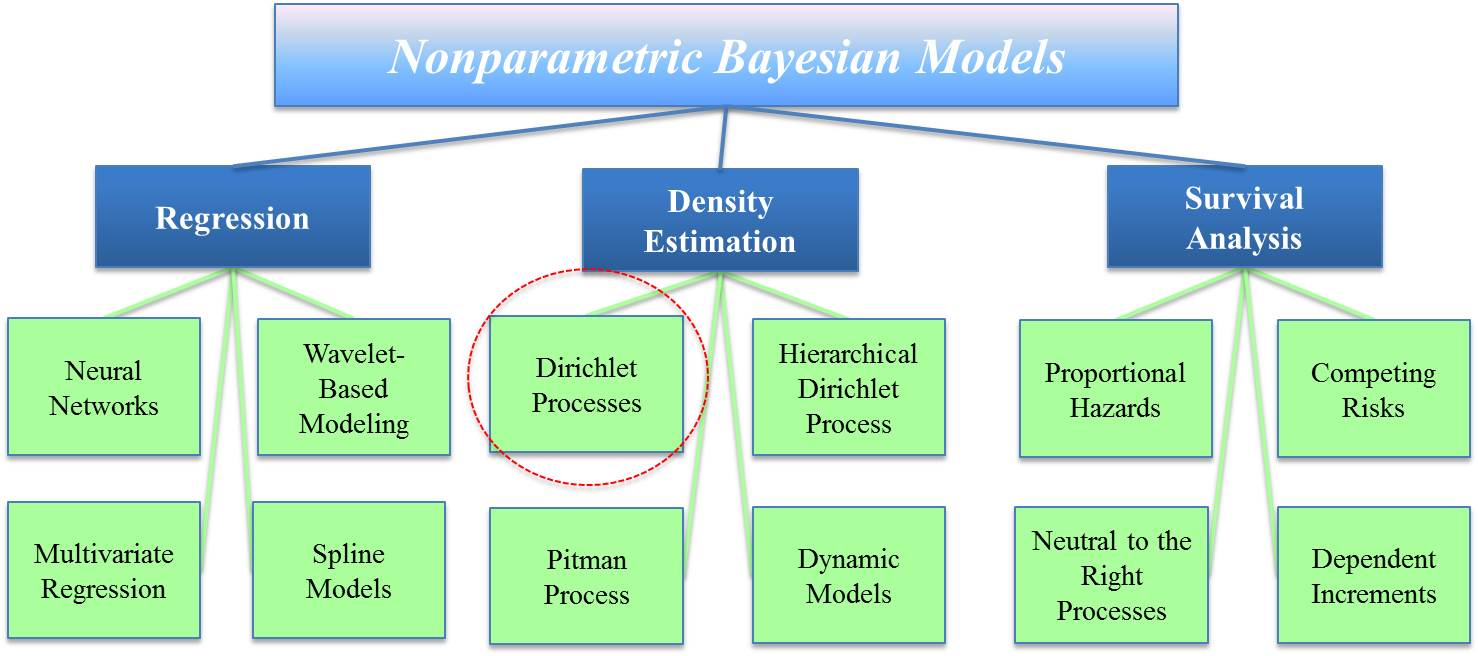 Nonparametric Bayesian Models
Regression
Density
Estimation
Survival
Analysis
Neural
Networks
Wavelet-
Based
Modeling
Dirichlet
Processes
Hierarchical
Dirichlet
Process
Proportional
Hazards
Competing
Risks
Multivariate
Regression
Spline
Models
Pitman
Process
Dynamic
Models
Neutral to the
Right
Processes
Dependent
Increments